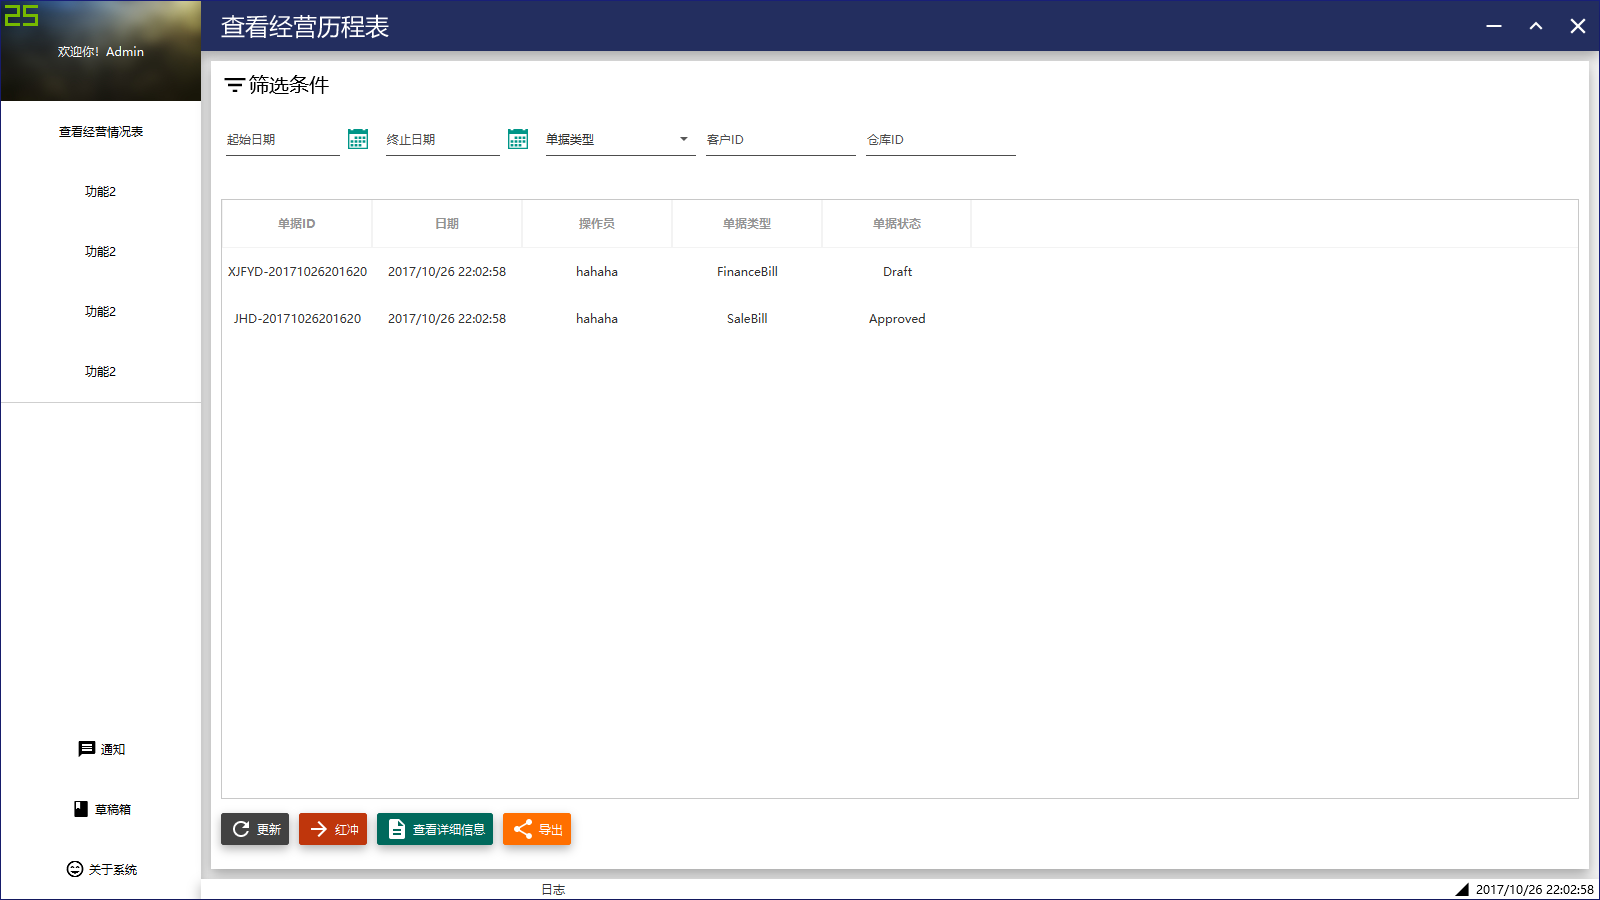 25
欢迎你！Admin
查看经营情况表
功能2
功能2
功能2
功能2
通知
草稿箱
关于系统
查看经营历程表
筛选条件
起始日期 终止日期 单据类型 客户ID 仓库ID
单据ID 日期 操作员 单据类型 单据状态
XJFYD-20171026201620 2017/10/26 22:02:58 hahaha FinanceBill Draft
JHD-20171026201620 2017/10/26 22:02:58 hahaha SaleBill Approved
更新 红冲 查看详细信息 导出
日志 2017/10/26 22:02:58